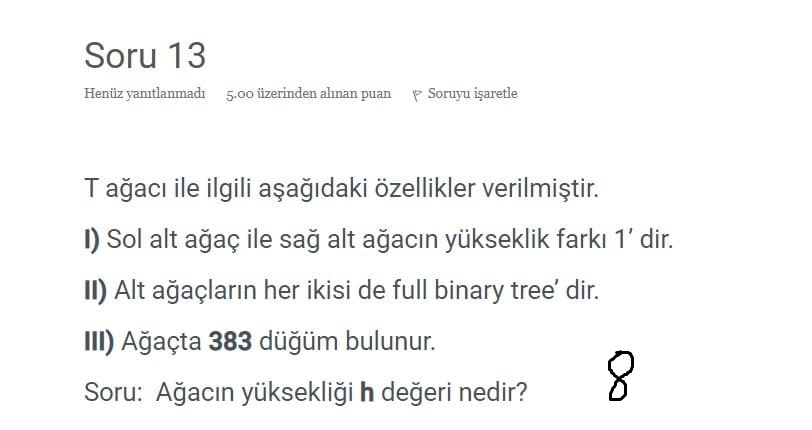 Soru 13
Henüz yanıtlanmadı 5.00 üzerinden alınan puan Soruyu işaretle
T ağacı ile ilgili aşağıdaki özellikler verilmiştir.
I) Sol alt ağaç ile sağ alt ağacın yükseklik farkı 1’ dir.
II) Alt ağaçların her ikisi de full binary tree’ dir.
III) Ağaçta 383 düğüm bulunur.
Soru: Ağacın yüksekliği h değeri nedir? 8